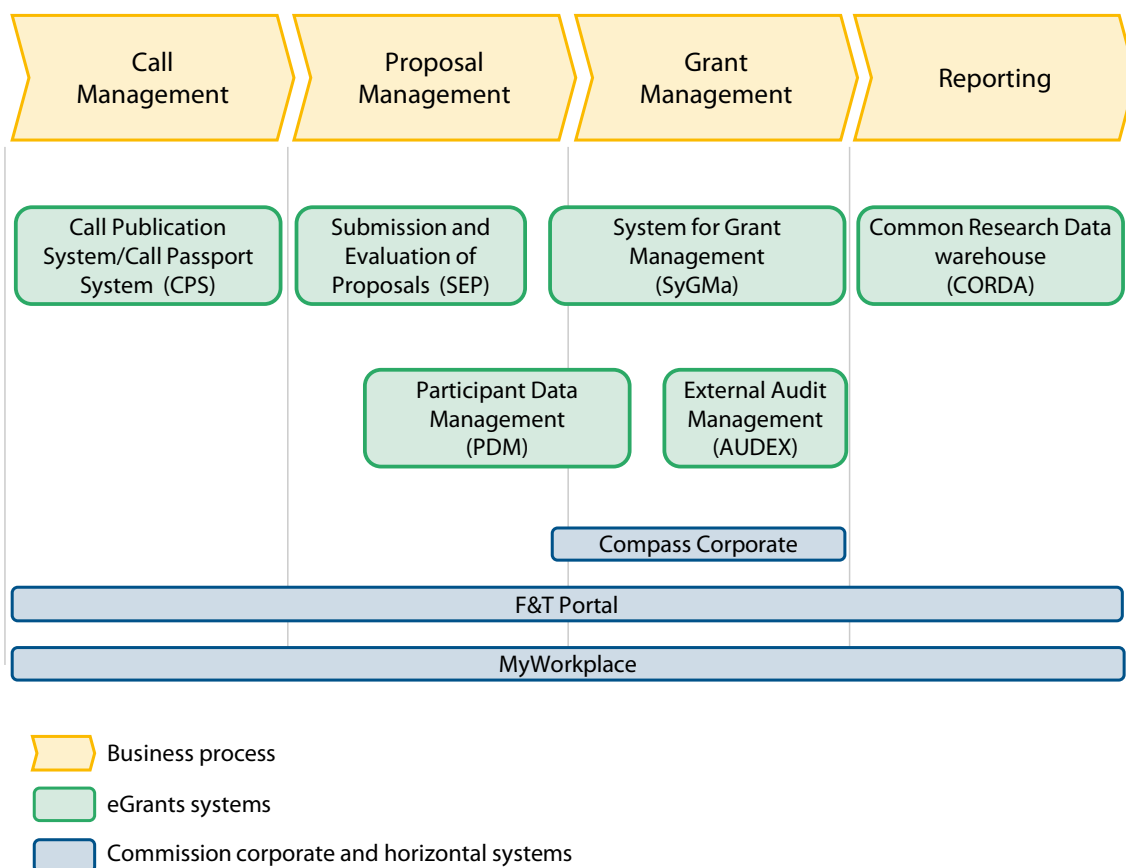 Call
Management
Proposal
Management
Grant
Management
Reporting
Call Publication
System/Call Passport
System (CPS)
Submission and
Evaluation of
Proposals (SEP)
System for Grant
Management
(SyGMa)
Common Research Data
warehouse
(CORDA)
Participant Data
Management
(PDM)
External Audit
Management
(AUDEX)
Compass Corporate
F&T Portal
MyWorkplace
Business process
eGrants systems
Commission corporate and horizontal systems